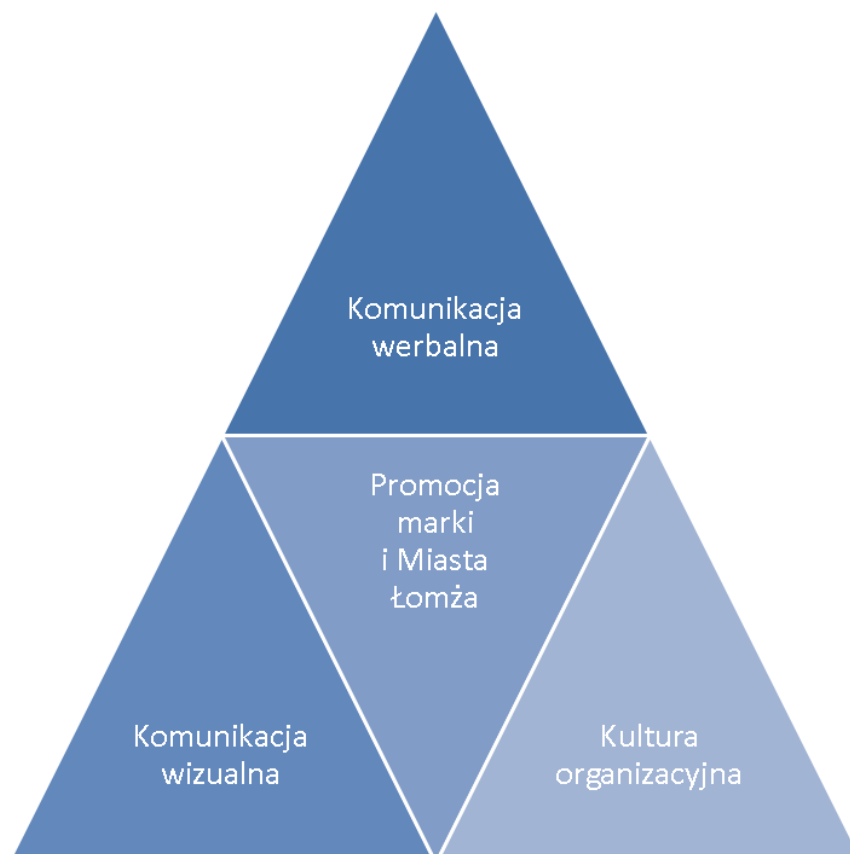 Komunikacja
werbalna
Promocja
marki
i Miasta
Łomża
Komunikacja
wizualna
Kultura
organizacyjna